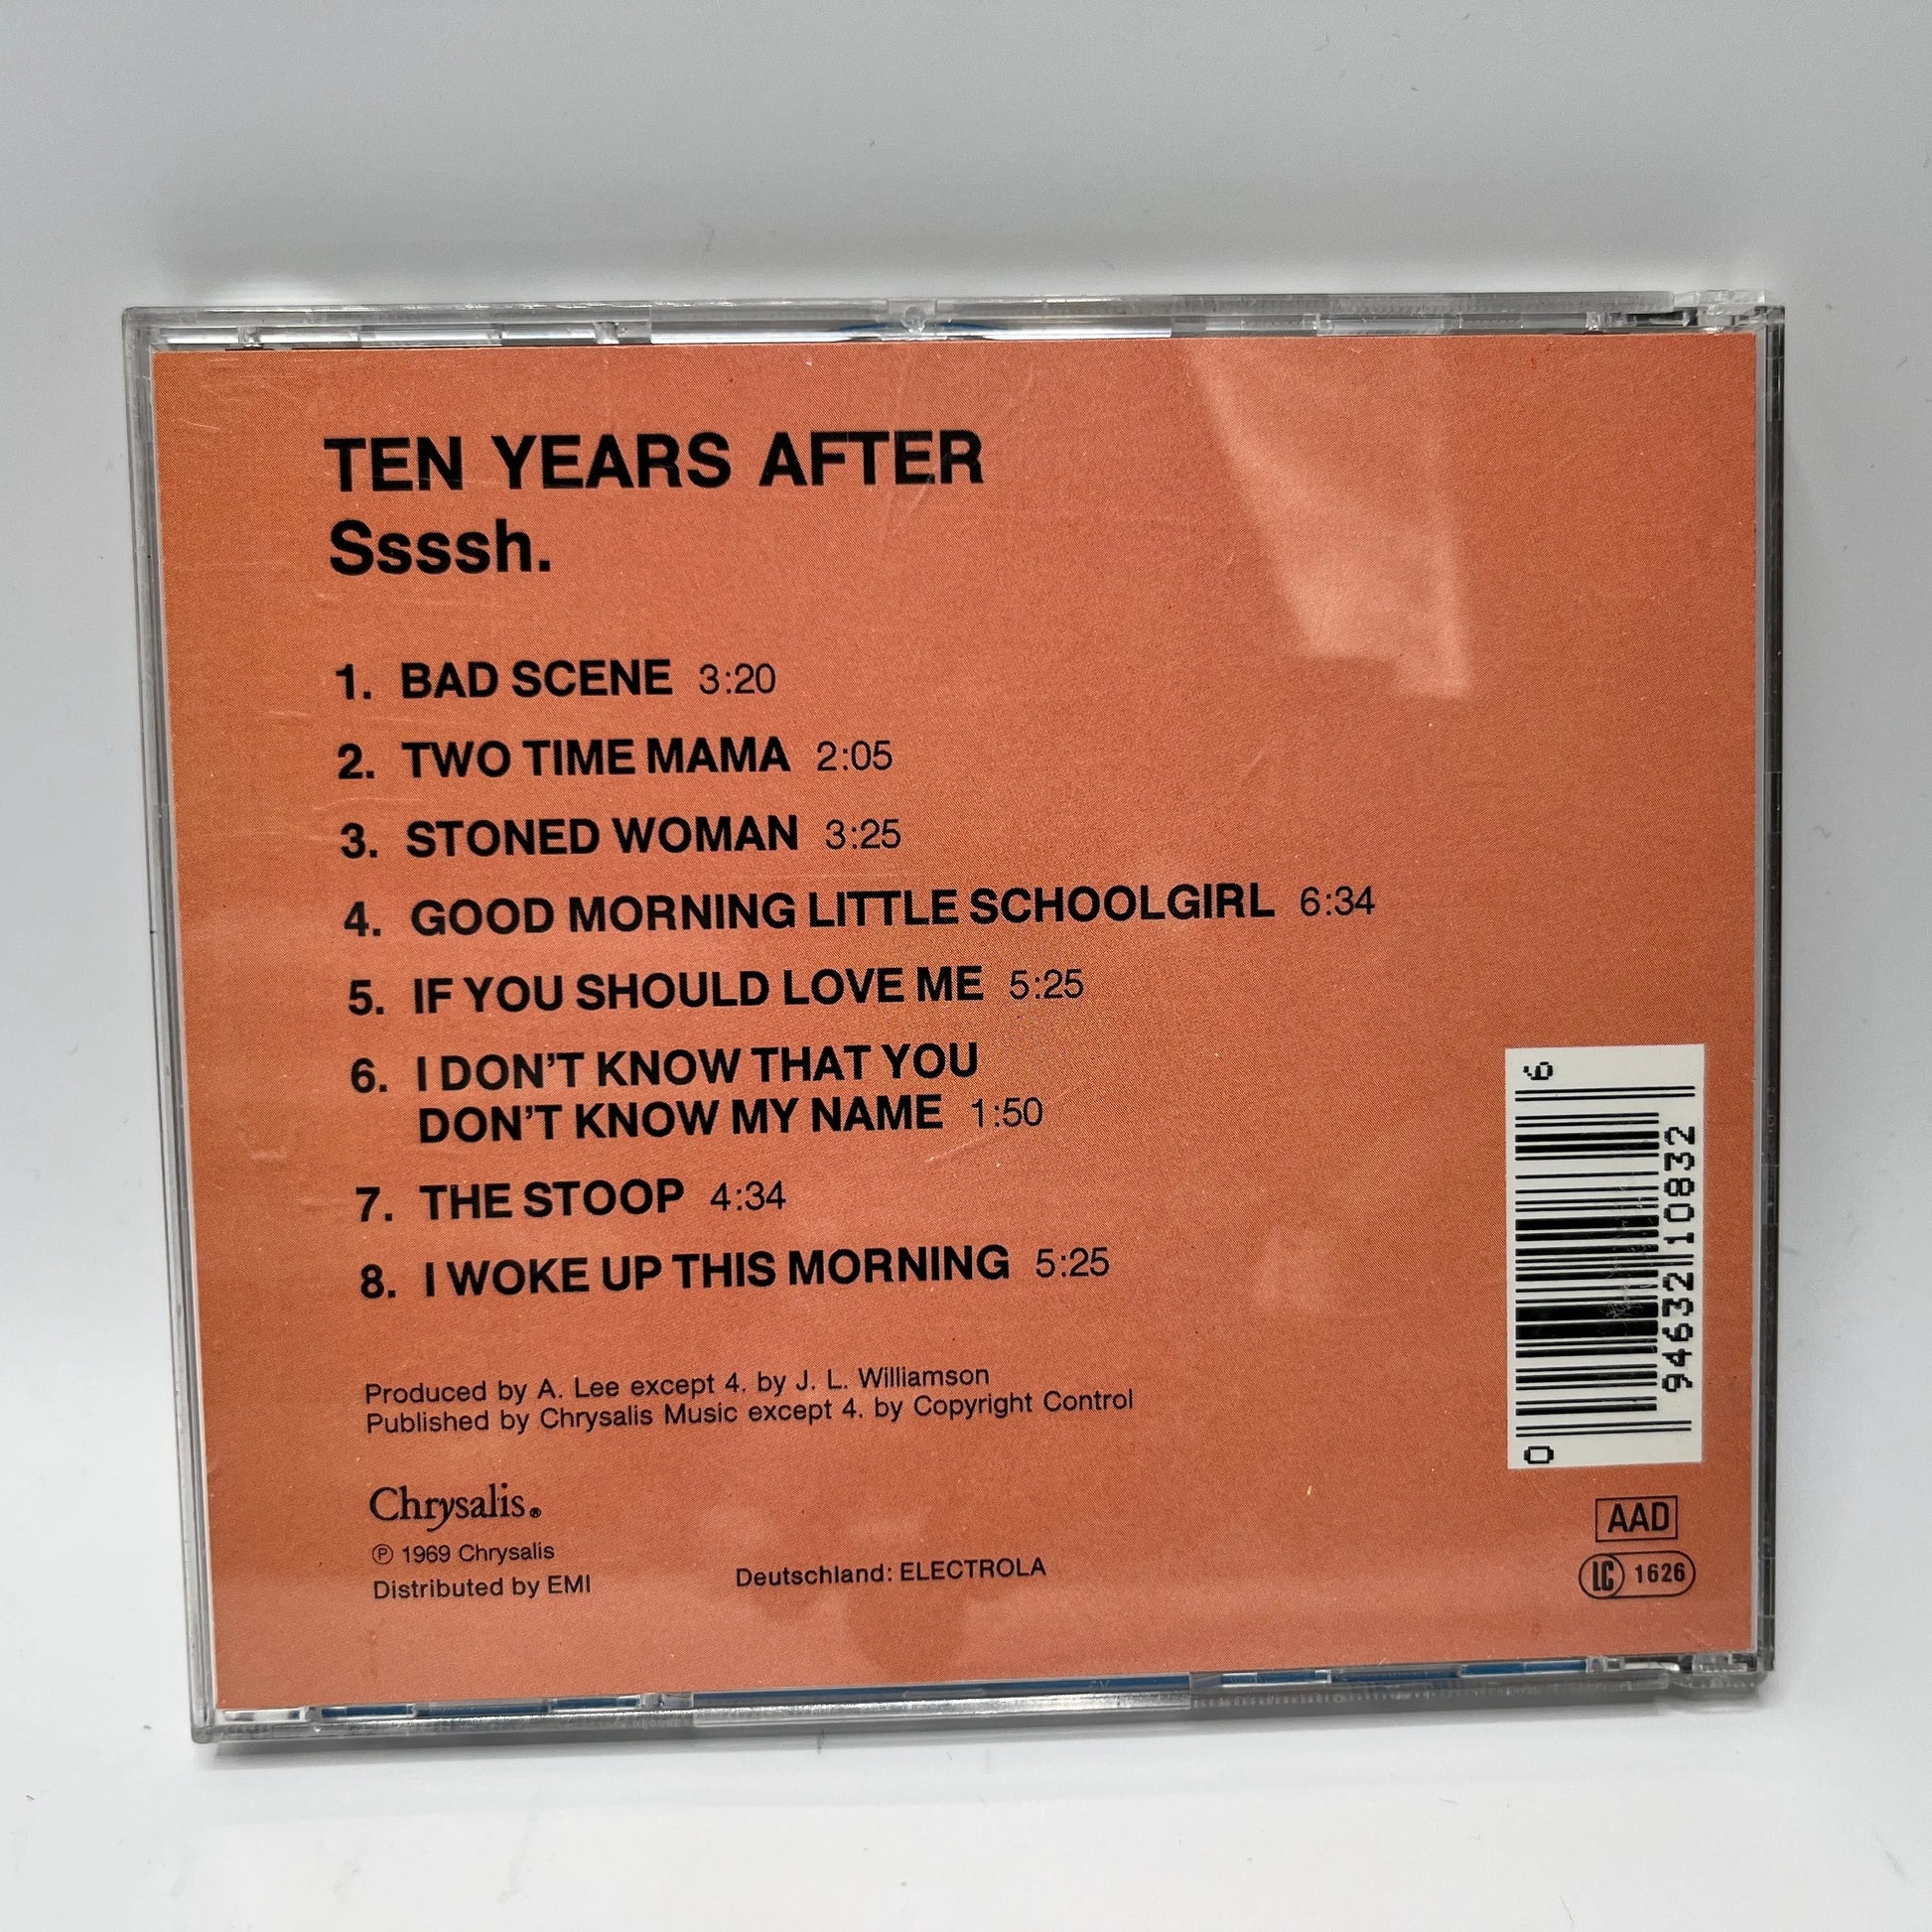 TEN YEARS AFTER
Ssssh.
1. BAD SCENE 3:20
2. TWO TIME MAMA 2:05
3. STONED WOMAN 3:25
4. GOOD MORNING LITTLE SCHOOLGIRL 6:34
5. IF YOU SHOULD LOVE ME 5:25
6. I DON'T KNOW THAT YOU
DON'T KNOW MY NAME 1:50
7. THE STOOP 4:34
8. I WOKE UP THIS MORNING 5:25
Produced by A. Lee except 4. by J. L. Williamson
Published by Chrysalis Music except 4. by Copyright Control
Chrysalis®
Ⓟ 1969 Chrysalis
Distributed by EMI
Deutschland: ELECTROLA
0 94632 10832 6
AAD
LC 1626